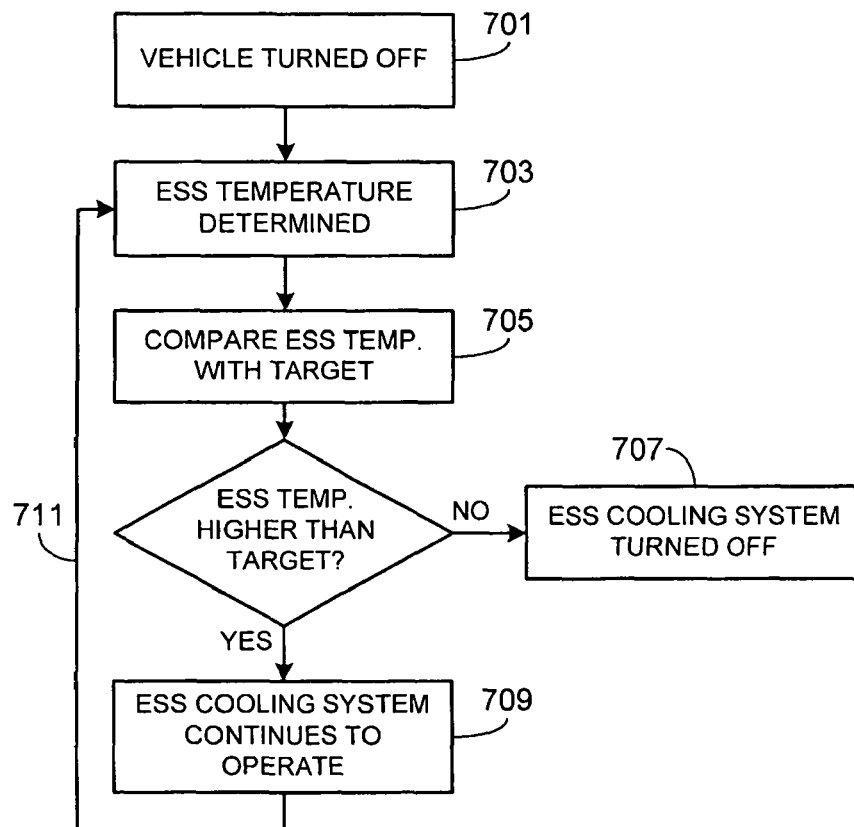 701
VEHICLE TURNED OFF
703
ESS TEMPERATURE
DETERMINED
705
COMPARE ESS TEMP.
WITH TARGET
707
711
ESS TEMP.
HIGHER THAN
TARGET?
NO
ESS COOLING SYSTEM
TURNED OFF
YES
709
ESS COOLING SYSTEM
CONTINUES TO
OPERATE